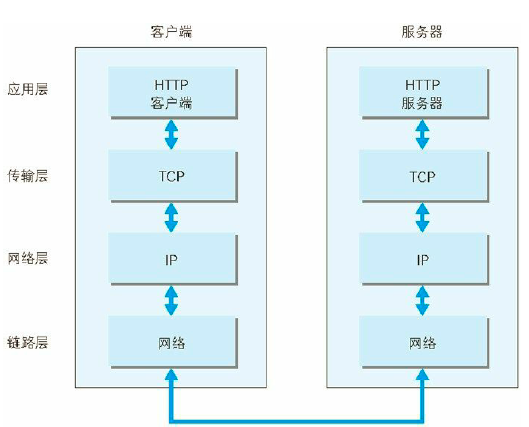 客户端 服务器
应用层 HTTP HTTP
客户端 服务器
传输层 TCP TCP
网络层 IP IP
链路层 网络 网络